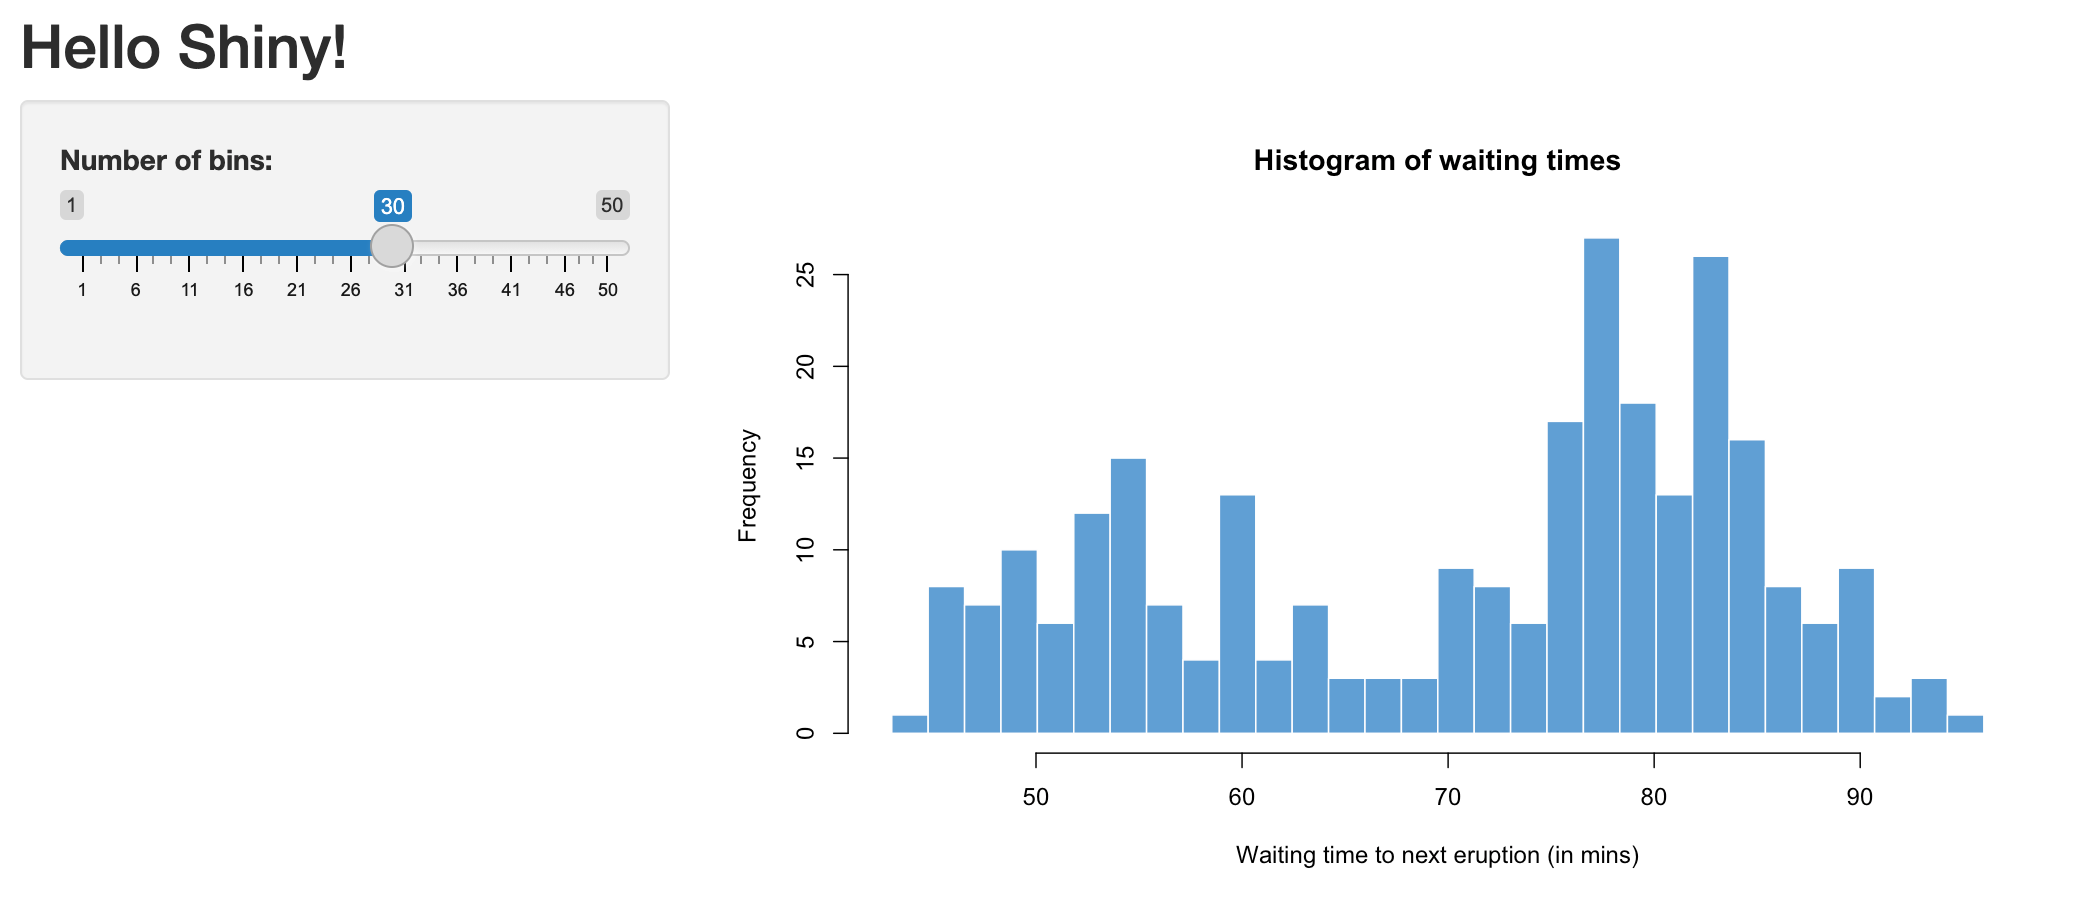 Hello Shiny!
Number of bins:
1 30 50
1 6 11 16 21 26 31 36 41 46 50
Histogram of waiting times
Frequency
25
20
15
10
5
0
50 60 70 80 90
Waiting time to next eruption (in mins)